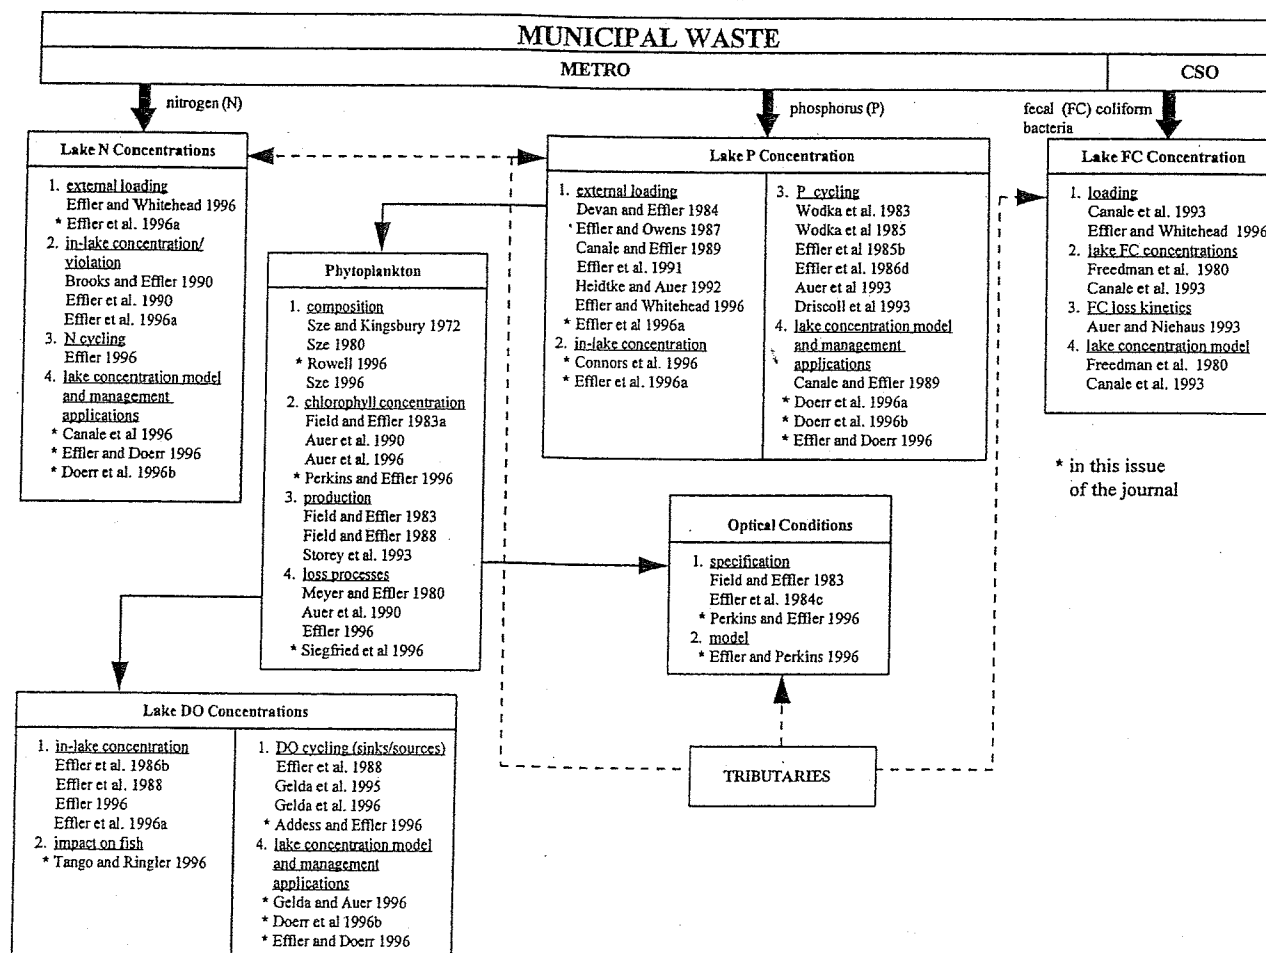 MUNICIPAL WASTE
METRO
CSO
nitrogen (N)
phosphorus (P)
fecal (FC) coliform
bacteria
Lake N Concentrations
1. external loading
Effler and Whitehead 1996
* Effler et al. 1996a
2. in-lake concentration/
violation
Brooks and Effler 1990
Effler et al. 1990
Effler et al. 1996a
3. N cycling
Effler 1996
4. lake concentration model
and management
applications
* Canale et al 1996
* Effler and Doerr 1996
* Doerr et al. 1996b
Phytoplankton
1. composition
Sze and Kingsbury 1972
Sze 1980
* Rowell 1996
Sze 1996
2. chlorophyll concentration
Field and Effler 1983a
Auer et al. 1990
Auer et al. 1996
* Perkins and Effler 1996
3. production
Field and Effler 1983
Field and Effler 1988
Storey et al. 1993
4. loss processes
Meyer and Effler 1980
Auer et al. 1990
Effler 1996
* Siegfried et al 1996
Lake P Concentration
1. external loading
Devan and Effler 1984
Effler and Owens 1987
Canale and Effler 1989
Effler et al. 1991
Heidtke and Auer 1992
Effler and Whitehead 1996
* Effler et al 1996a
2. in-lake concentration
* Connors et al. 1996
* Effler et al. 1996a
3. P cycling
Wodka et al. 1983
Wodka et al 1985
Effler et al 1985b
Effler et al. 1986d
Auer et al 1993
Driscoll et al 1993
4. lake concentration model
and management
applications
Canale and Effler 1989
* Doerr et al. 1996a
* Doerr et al. 1996b
* Effler and Doerr 1996
Lake FC Concentration
1. loading
Canale et al. 1993
Effler and Whitehead 1996
2. lake FC concentrations
Freedman et al. 1980
Canale et al. 1993
3. FC loss kinetics
Auer and Niehaus 1993
4. lake concentration model
Freedman et al. 1980
Canale et al. 1993
* in this issue
of the journal
Optical Conditions
1. specification
Field and Effler 1983
Effler et al. 1984c
* Perkins and Effler 1996
2. model
* Effler and Perkins 1996
TRIBUTARIES
Lake DO Concentrations
1. in-lake concentration
Effler et al. 1986b
Effler et al. 1988
Effler 1996
Effler et al. 1996a
2. impact on fish
* Tango and Ringler 1996
1. DO cycling (sinks/sources)
Effler et al. 1988
Gelda et al. 1995
Gelda et al. 1996
* Addess and Effler 1996
4. lake concentration model
and management
applications
* Gelda and Auer 1996
* Doerr et al 1996b
* Effler and Doerr 1996